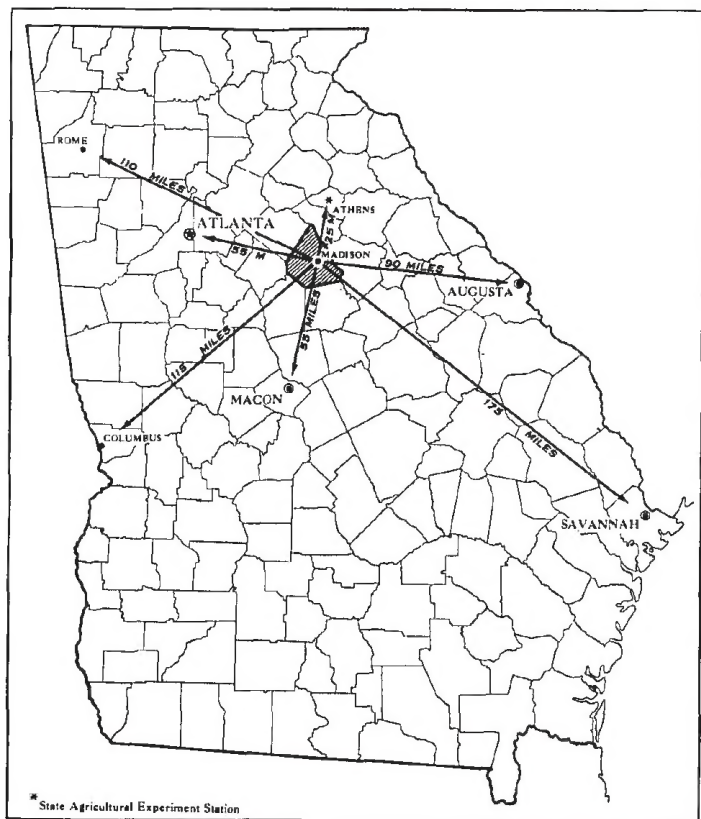 ROME
110 MILES
ATHENS
ATLANTA
25 M
55 M
MADISON
90 MILES
AUGUSTA
115 MILES
55 MILES
MACON
175 MILES
COLUMBUS
SAVANNAH
* State Agricultural Experiment Station